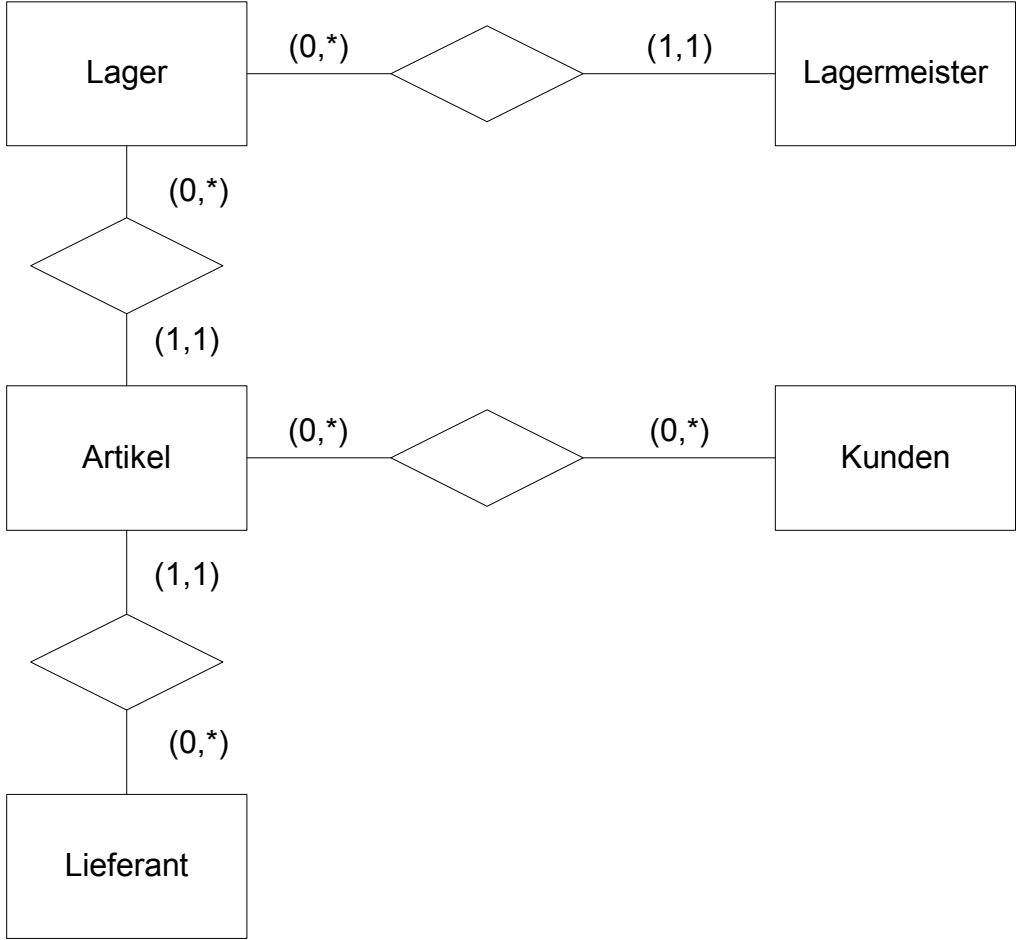 Lager (0,*) (1,1) Lagermeister
(0,*)
(1,1)
Artikel (0,*) (0,*) Kunden
(1,1)
(0,*)
Lieferant